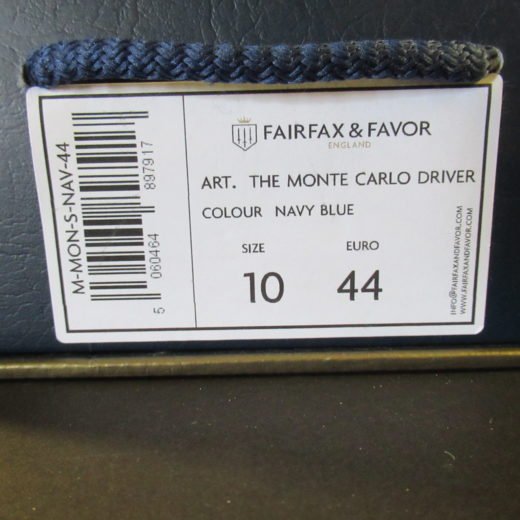 M-MON-S-NAV-44
5 060464 897917
FAIRFAX & FAVOR
ENGLAND
ART. THE MONTE CARLO DRIVER
COLOUR NAVY BLUE
SIZE EURO
10 44
INFO@FAIRFAXANDFAVOR.COM
WWW.FAIRFAXANDFAVOR.COM